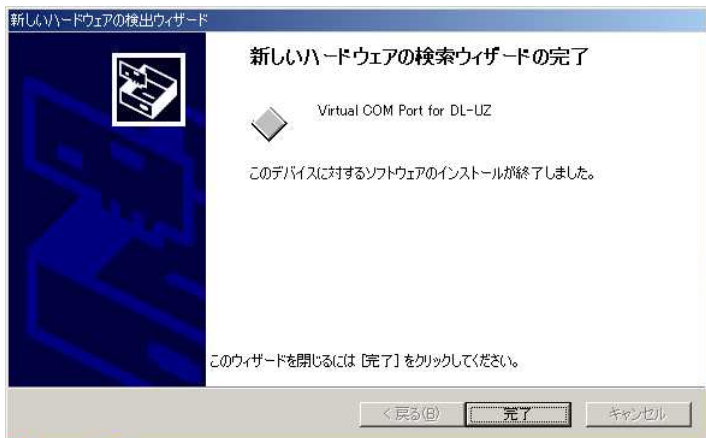 新しいハードウェアの検出ウィザード
新しいハードウェアの検索ウィザードの完了
Virtual COM Port for DL-UZ
このデバイスに対するソフトウェアのインストールが終了しました。
このウィザードを閉じるには [完了] をクリックしてください。
< 戻る(B) 完了 キャンセル